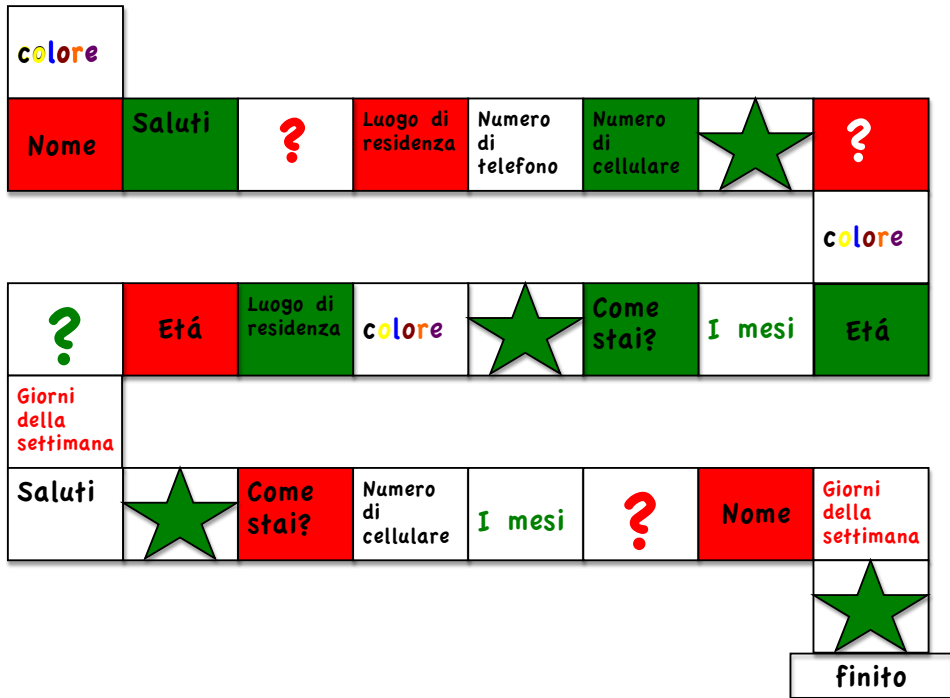 colore
Nome
Saluti
?
Luogo di
residenza
Numero
di
telefono
Numero
di
cellulare
?
colore
?
Etá
Luogo di
residenza
colore
Come
stai?
I mesi
Etá
Giorni
della
settimana
Saluti
Come
stai?
Numero
di
cellulare
I mesi
?
Nome
Giorni
della
settimana
finito